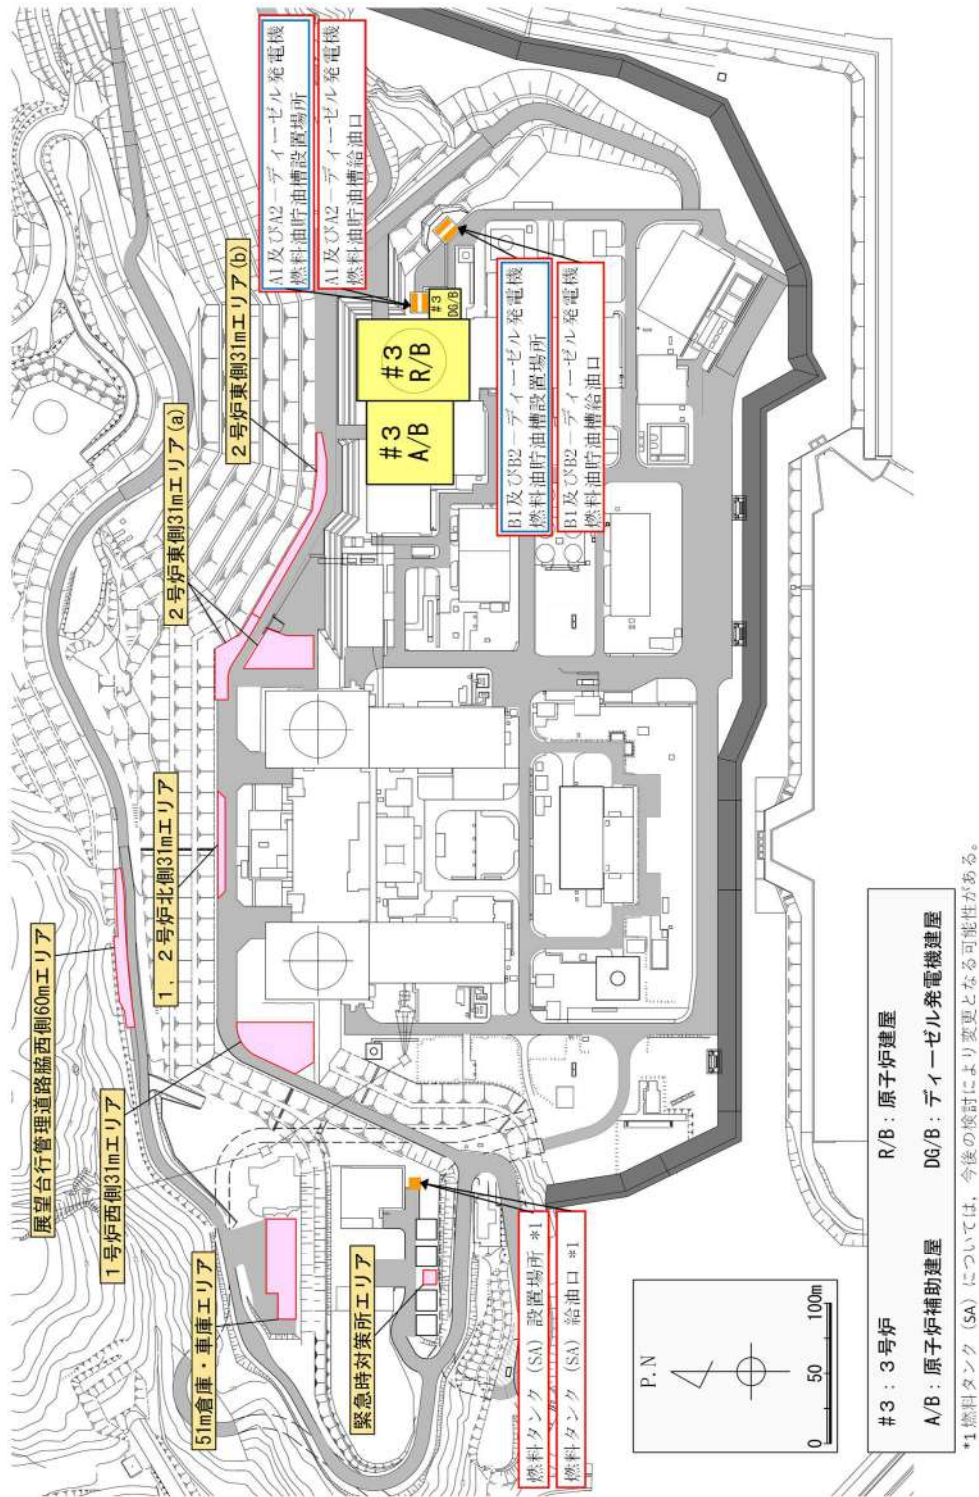 A1及びA2－ディーゼル発電機
燃料油貯油槽設置場所
A1及びA2－ディーゼル発電機
燃料油貯油槽給油口
2号炉東側31mエリア(b)
2号炉東側31mエリア(a)
#3
DG/B
#3
R/B
#3
A/B
B1及びB2－ディーゼル発電機
燃料油貯油槽設置場所
B1及びB2－ディーゼル発電機
燃料油貯油槽給油口
1，2号炉北側31mエリア
展望台行管理道路脇西側60mエリア
1号炉西側31mエリア
51m倉庫・車庫エリア
緊急時対策所エリア
燃料タンク（SA）設置場所 *1
燃料タンク（SA）給油口 *1
P.N
0 50 100m
#3：3号炉
R/B：原子炉建屋
A/B：原子炉補助建屋
DG/B：ディーゼル発電機建屋
*1 燃料タンク（SA）については，今後の検討により変更となる可能性がある。